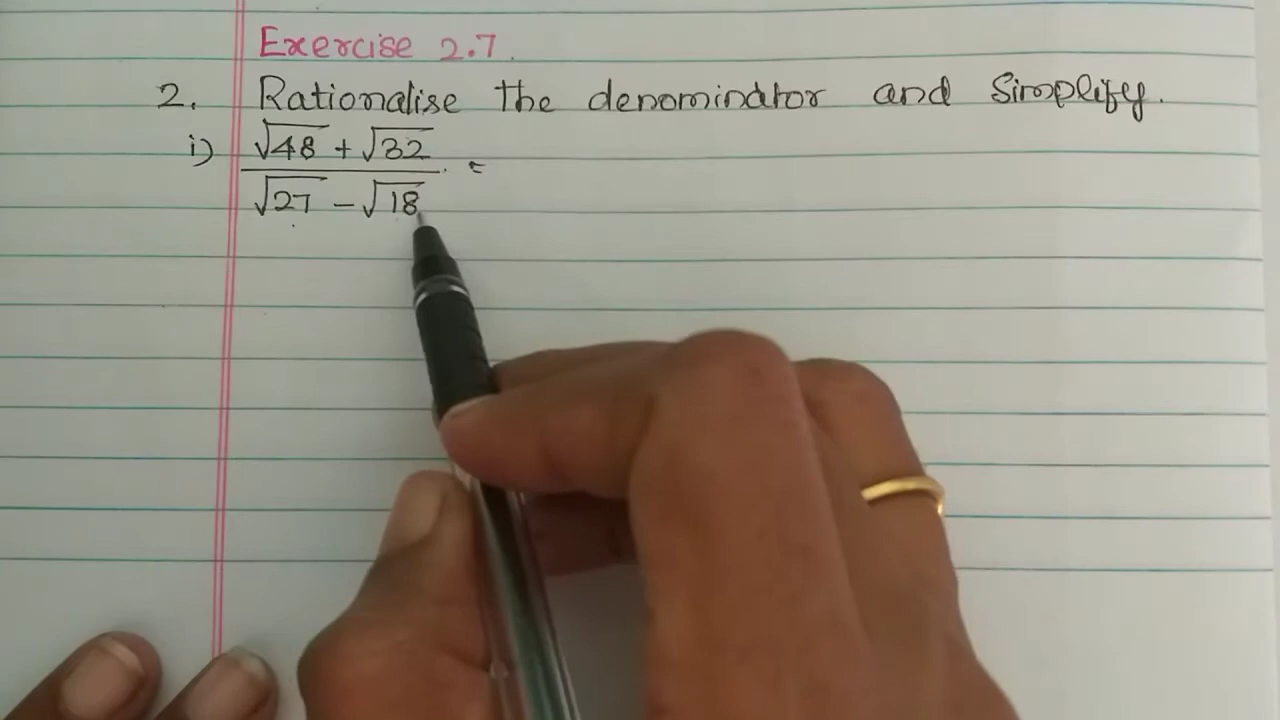 Exercise 2.7.
2. Rationalise the denominator and Simplify.
i) √48 + √32 / √27 - √18 =